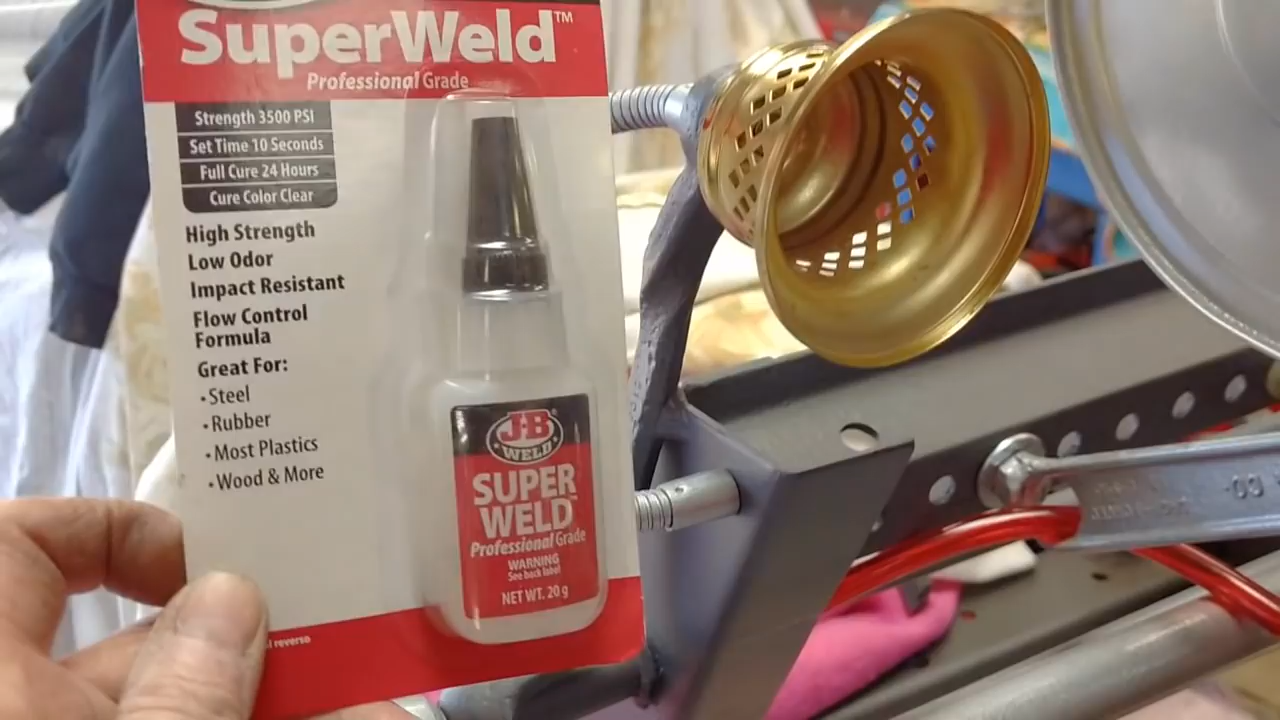 SuperWeld™
Professional Grade
Strength 3500 PSI
Set Time 10 Seconds
Full Cure 24 Hours
Cure Color Clear
High Strength
Low Odor
Impact Resistant
Flow Control
Formula
Great For:
• Steel
• Rubber
• Most Plastics
• Wood & More
J-B
WELD
SUPER
WELD
Professional Grade
WARNING
See back label
NET WT. 20 g
reverso